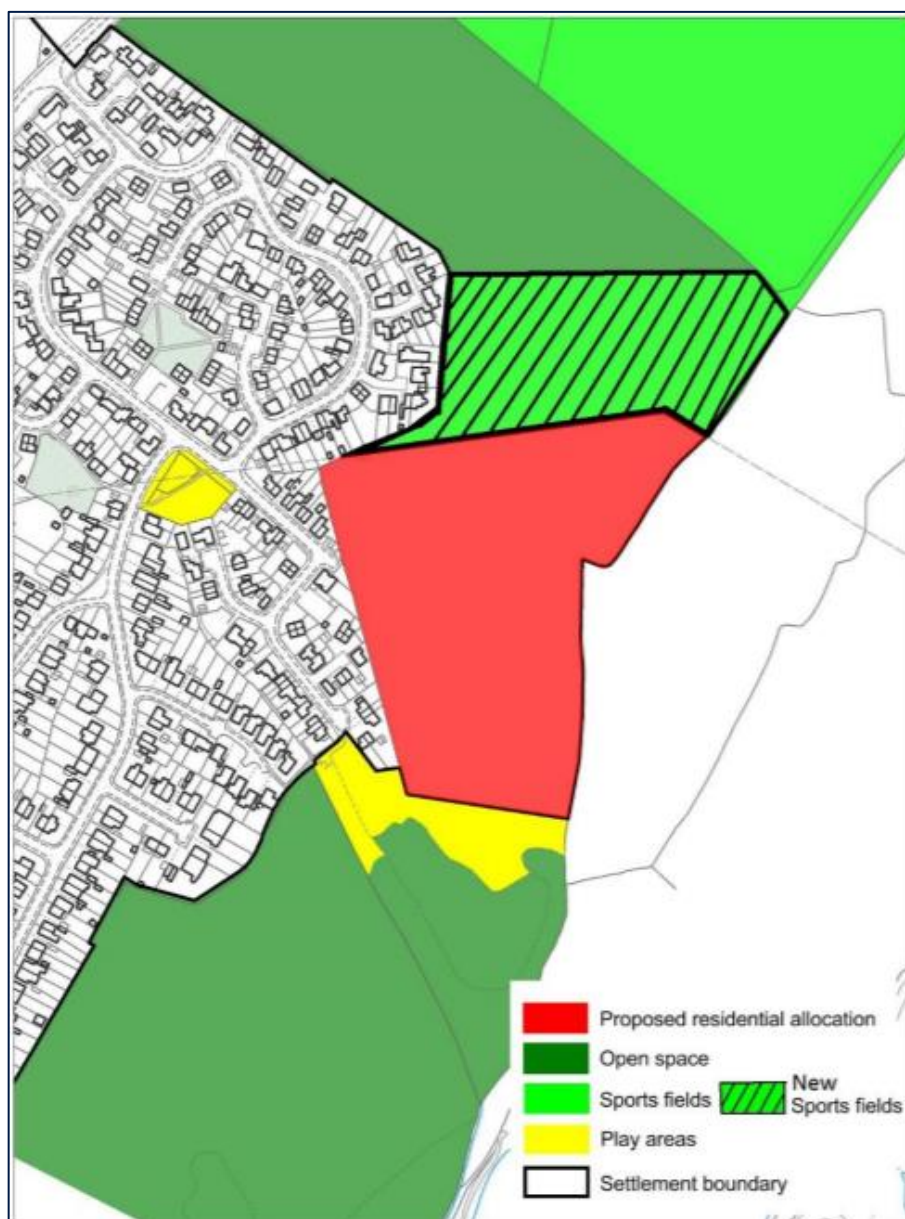 Proposed residential allocation
Open space
Sports fields
New
Sports fields
Play areas
Settlement boundary